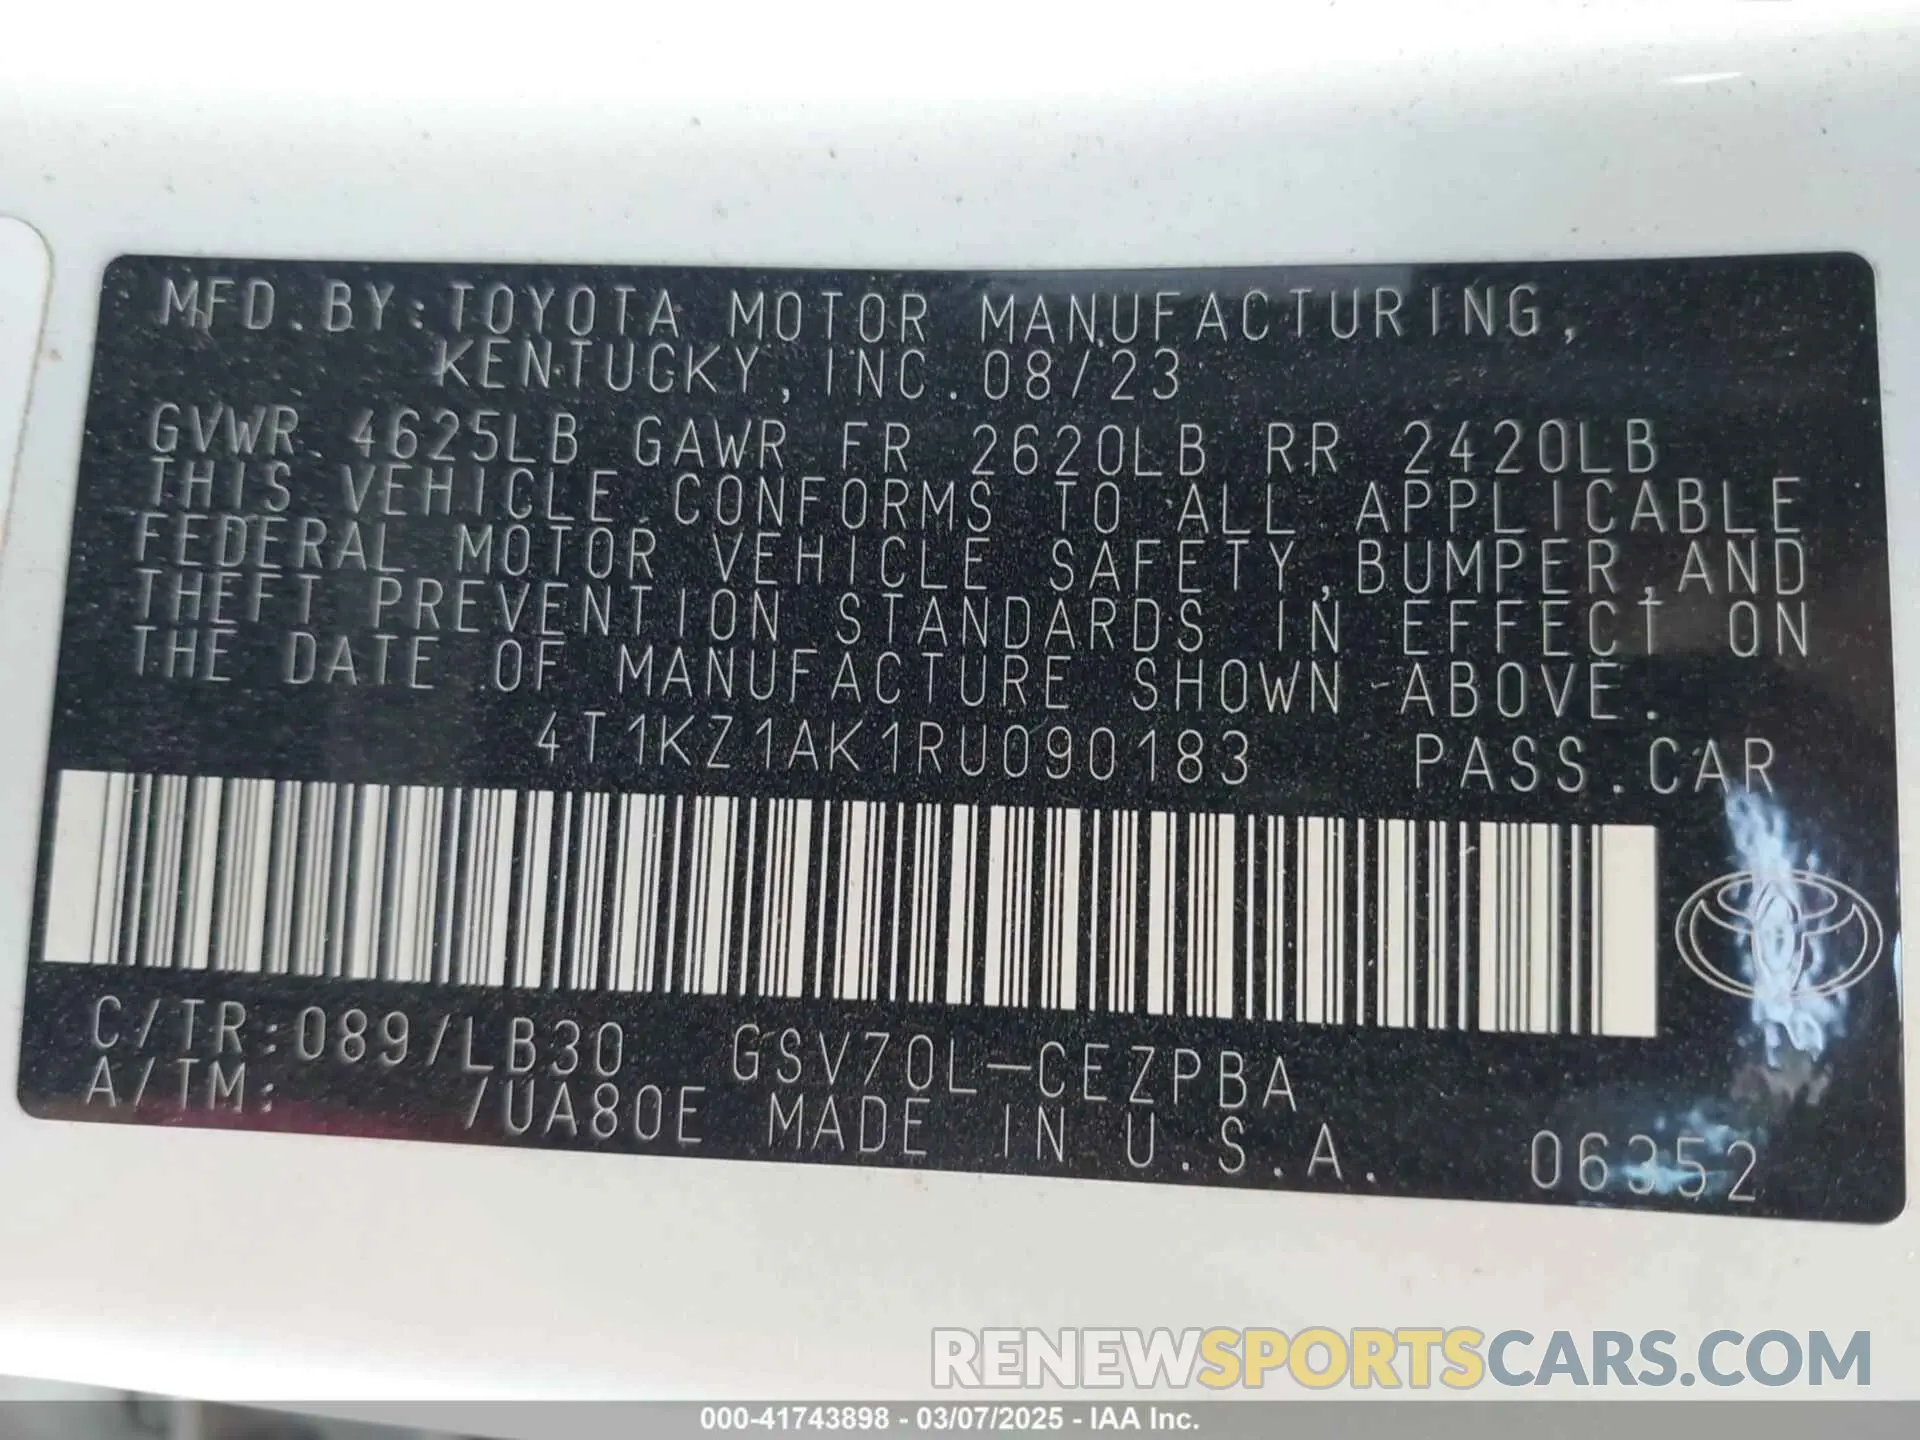 MFD.BY:TOYOTA MOTOR MANUFACTURING,
KENTUCKY, INC.08/23
GVWR 4625LB GAWR FR 2620LB RR 2420LB
THIS VEHICLE CONFORMS TO ALL APPLICABLE
FEDERAL MOTOR VEHICLE SAFETY,BUMPER,AND
THEFT PREVENTION STANDARDS IN EFFECT ON
THE DATE OF MANUFACTURE SHOWN ABOVE.
4T1KZ1AK1RU090183 PASS.CAR
C/TR:089/LB30 GSV70L-CEZPBA
A/TM: /UA80E MADE IN U.S.A.
06352
RENEWSPORTSCARS.COM
000-41743898 - 03/07/2025 - IAA Inc.